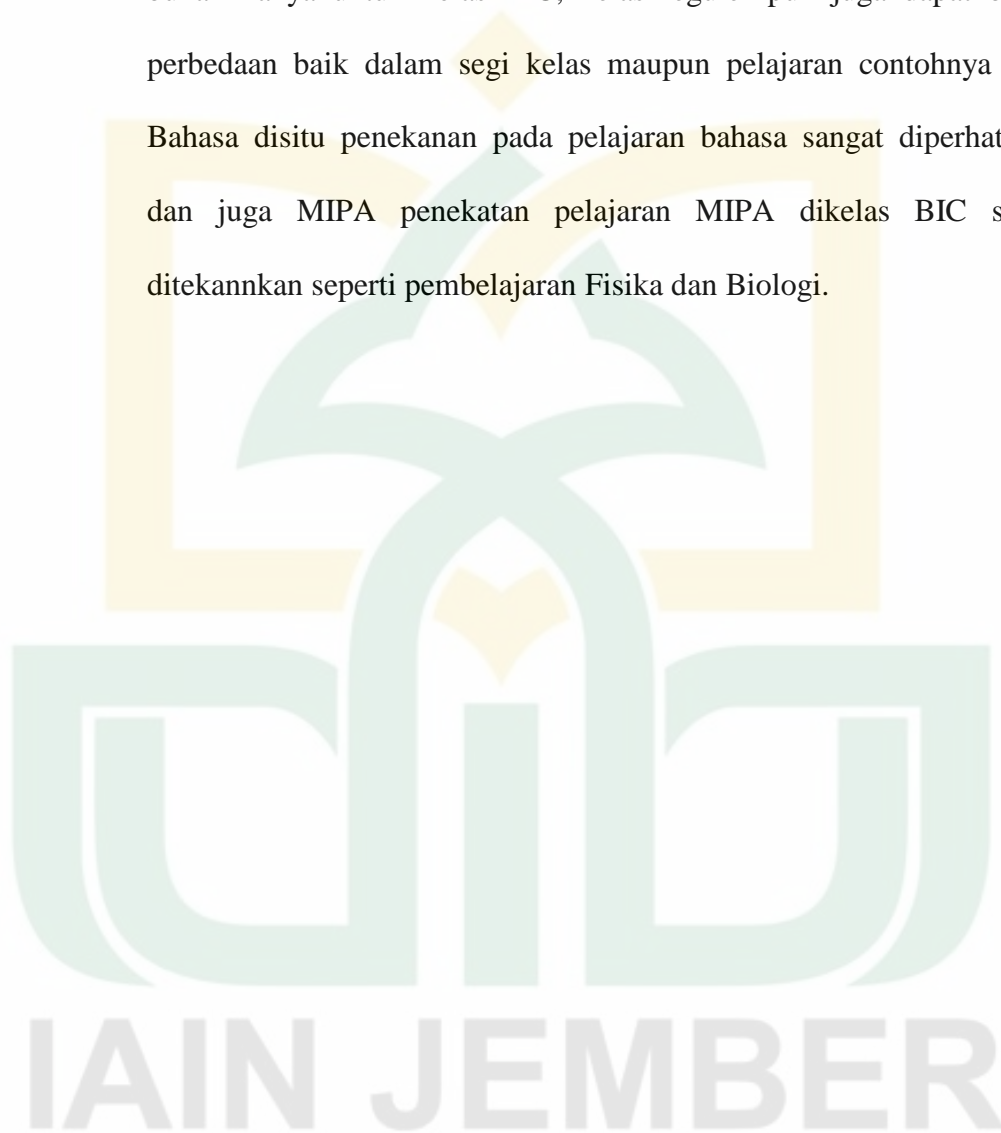 perbedaan baik dalam segi kelas maupun pelajaran contohnya
Bahasa disitu penekanan pada pelajaran bahasa sangat
dan juga MIPA penekatan pelajaran MIPA dikelas BIC
ditekannkan seperti pembelajaran Fisika dan Biologi.
IAIN JEMBER